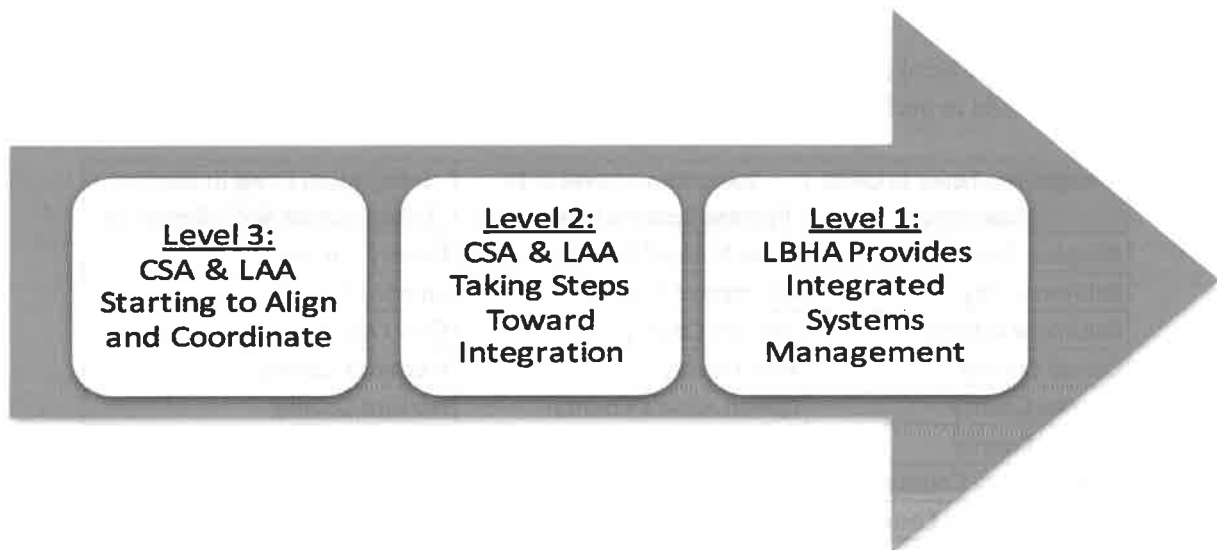 Level 3:
CSA & LAA
Starting to Align
and Coordinate
Level 2:
CSA & LAA
Taking Steps
Toward
Integration
Level 1:
LBHA Provides
Integrated
Systems
Management